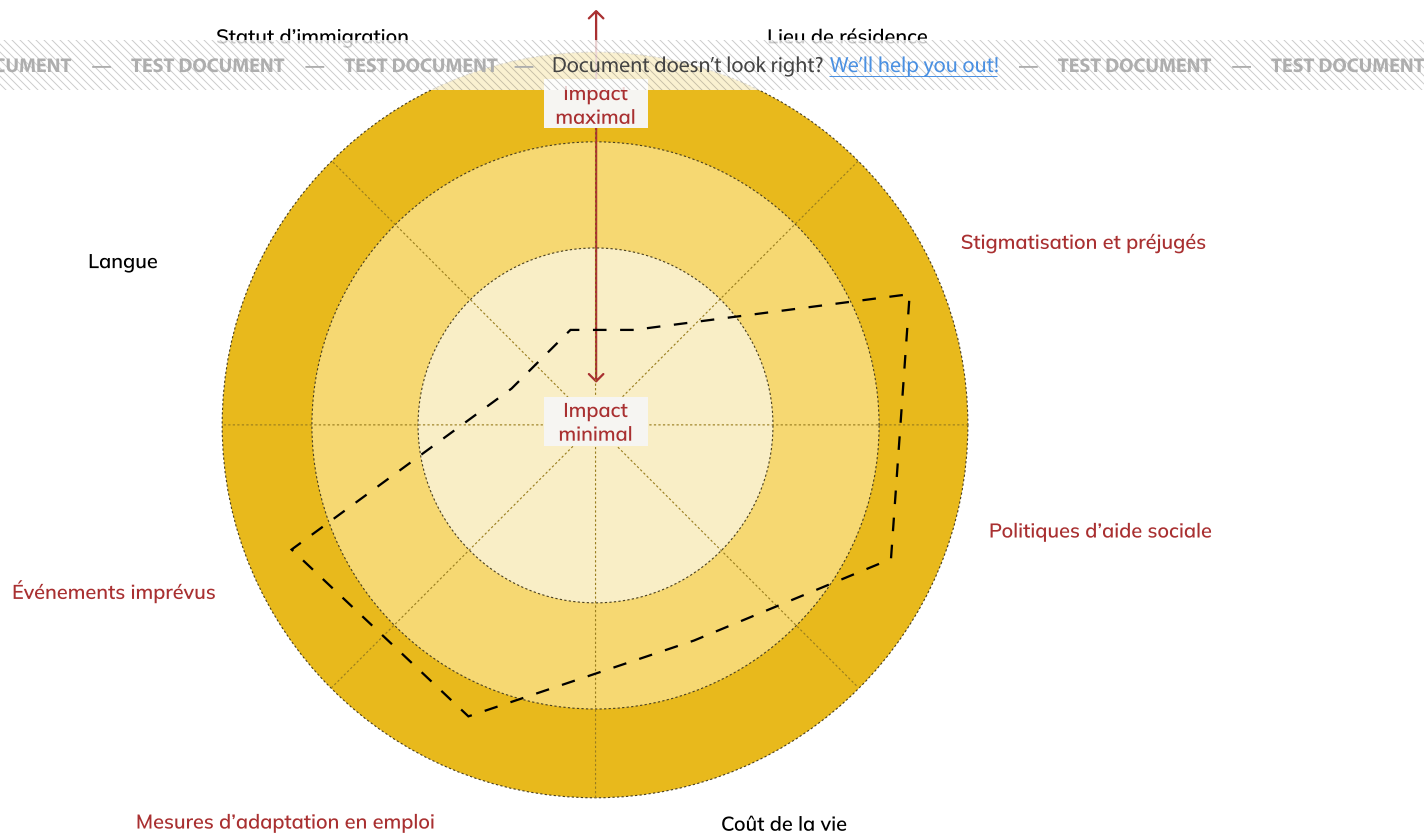 Statut d’immigration
Lieu de résidence
CUMENT — TEST DOCUMENT — TEST DOCUMENT — Document doesn’t look right? We’ll help you out! — TEST DOCUMENT — TEST DOCUMENT
Impact
maximal
Stigmatisation et préjugés
Langue
Impact
minimal
Politiques d’aide sociale
Événements imprévus
Mesures d’adaptation en emploi
Coût de la vie